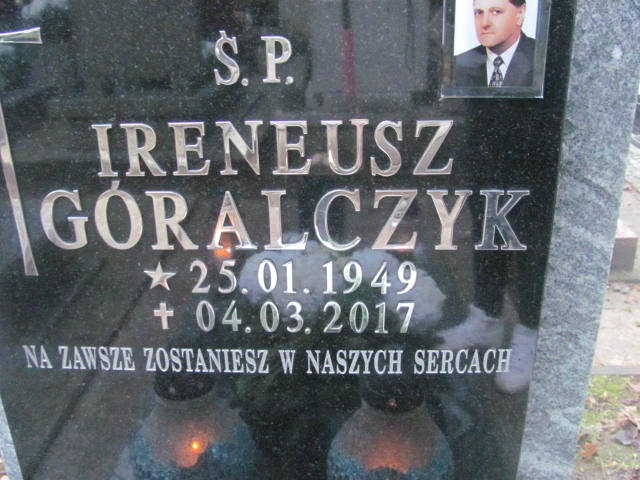 Ś.P.
IRENEUSZ
GÓRALCZYK
★ 25.01.1949
✝ 04.03.2017
NA ZAWSZE ZOSTANIESZ W NASZYCH SERCACH